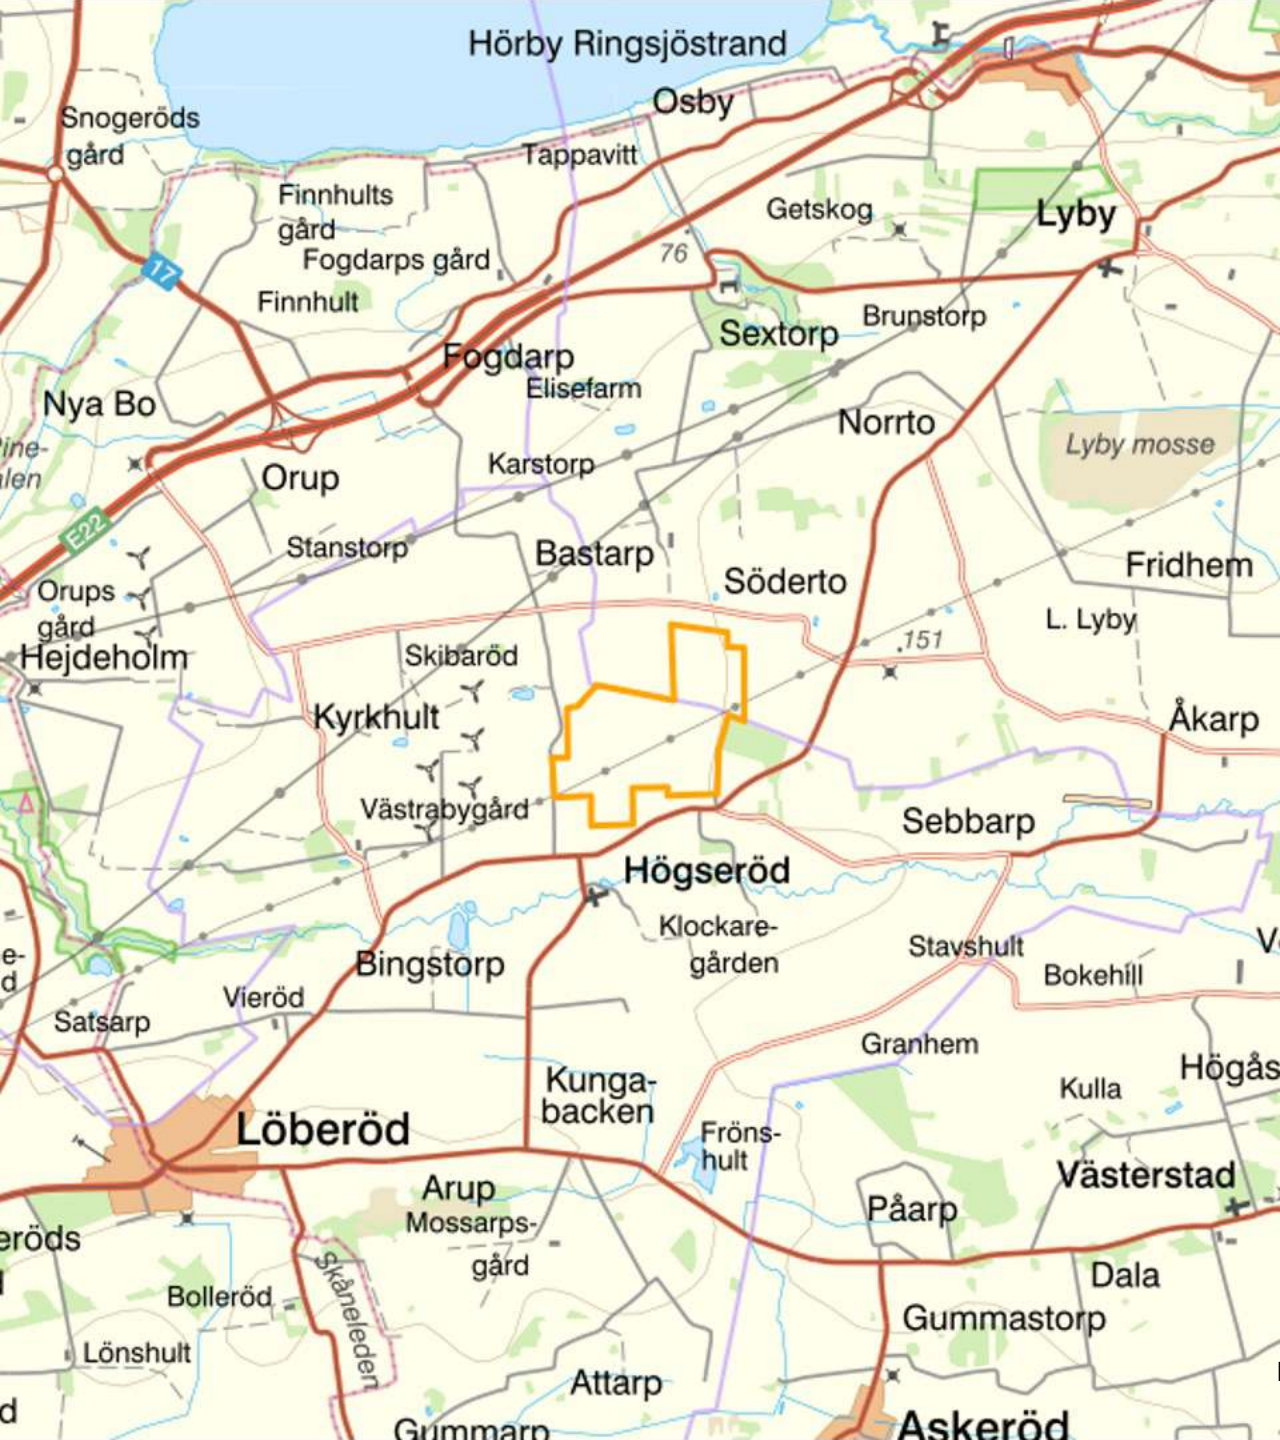 Hörby Ringsjöstrand
Osby
Snogeröds
gård
Tappavitt
Finnhults
gård
Getskog
Lyby
17
Fogdarps gård
76
Finnhult
Brunstorp
Sextorp
Fogdarp
Elisefarm
Nya Bo
Norrto
Lyby mosse
Karstorp
Orup
E22
Stanstorp
Bastarp
Fridhem
Söderto
Orups
gård
L. Lyby
151
Hejdeholm
Skibaröd
Kyrkhult
Åkarp
Västrabygård
Sebbarp
Högseröd
Klockare-
gården
Stavshult
Bingstorp
Bokehill
Vieröd
Satsarp
Granhem
Högås
Kunga-
backen
Kulla
Löberöd
Fröns-
hult
Västerstad
Arup
Mossarps-
gård
Påarp
eröds
Skåneleden
Dala
Bolleröd
Gummastorp
Lönshult
Attarp
Gummarp
Askeröd